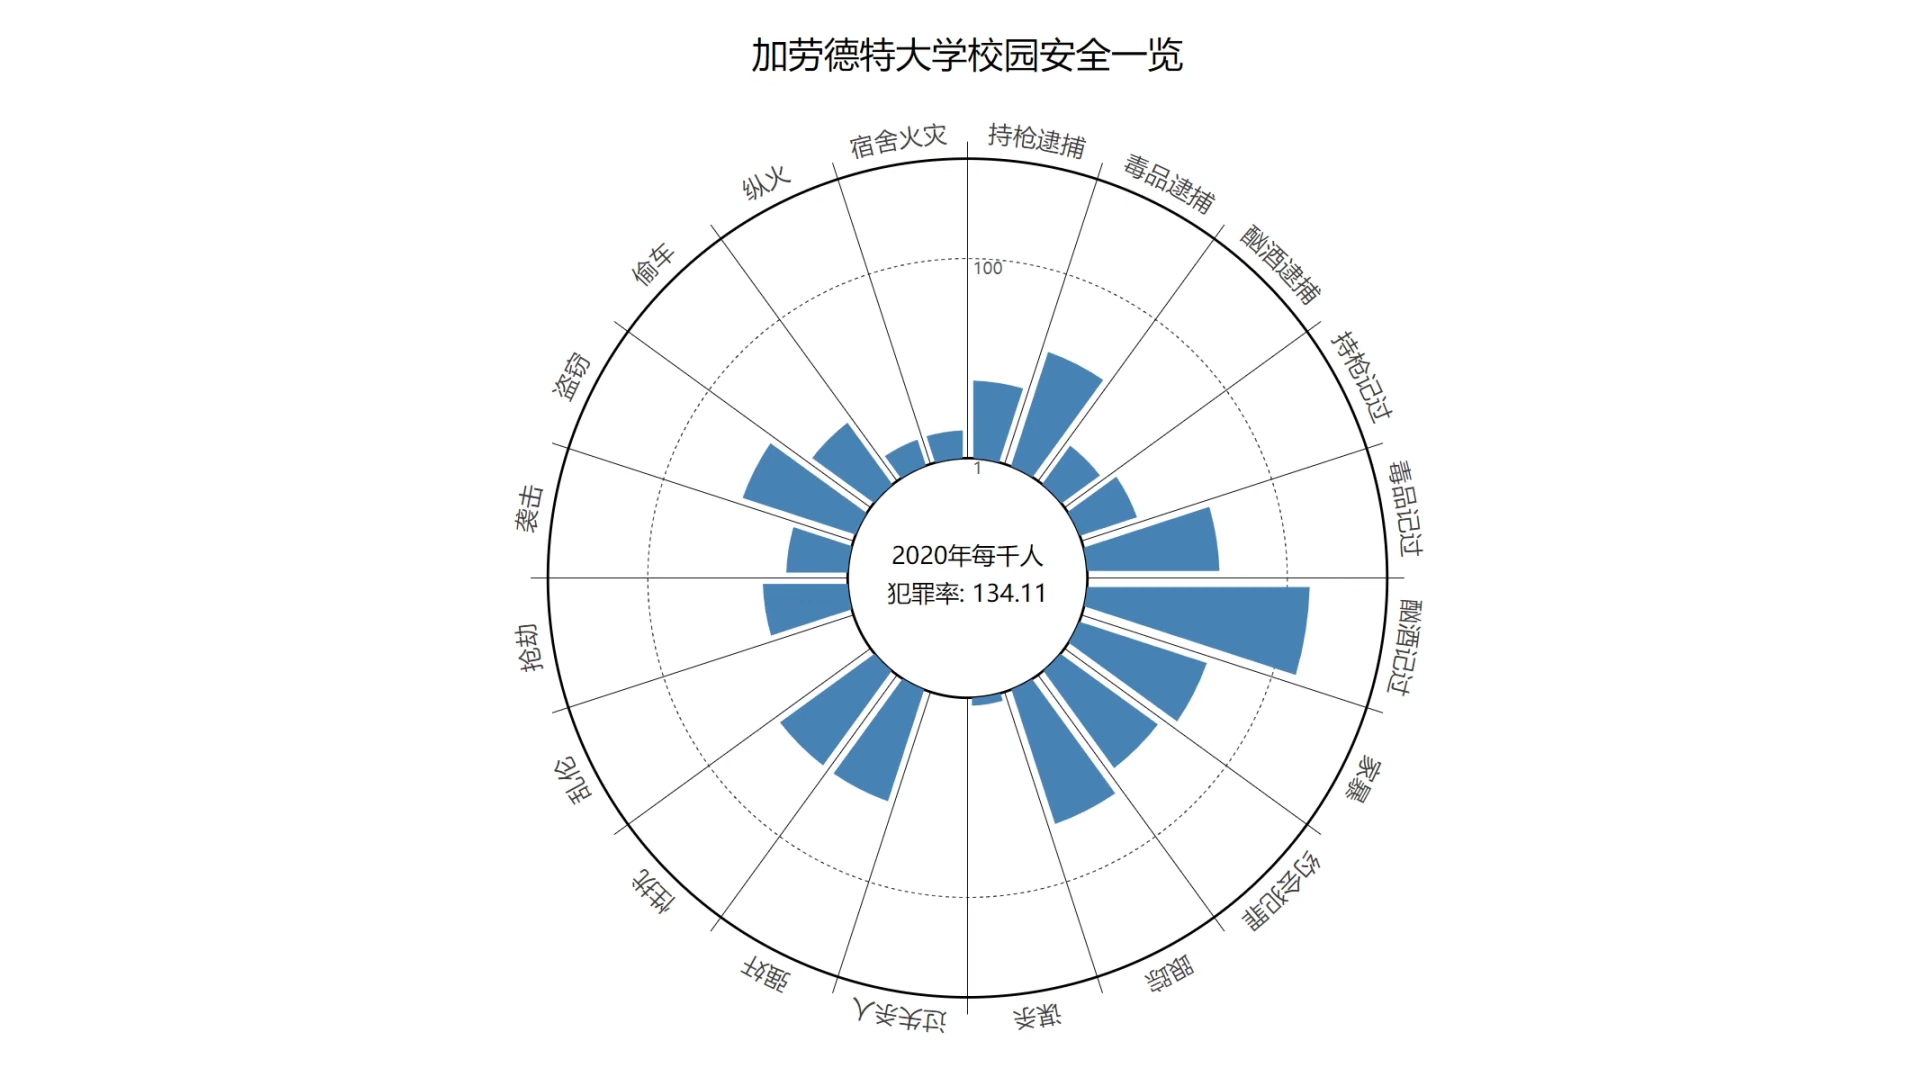 加劳德特大学校园安全一览
宿舍火灾
持枪逮捕
毒品逮捕
酗酒逮捕
持枪记过
毒品记过
酗酒记过
家暴
约会犯罪
跟踪
谋杀
过失杀人
强奸
性扰
乱伦
抢劫
袭击
盗窃
偷车
纵火
100
1
2020年每千人
犯罪率: 134.11